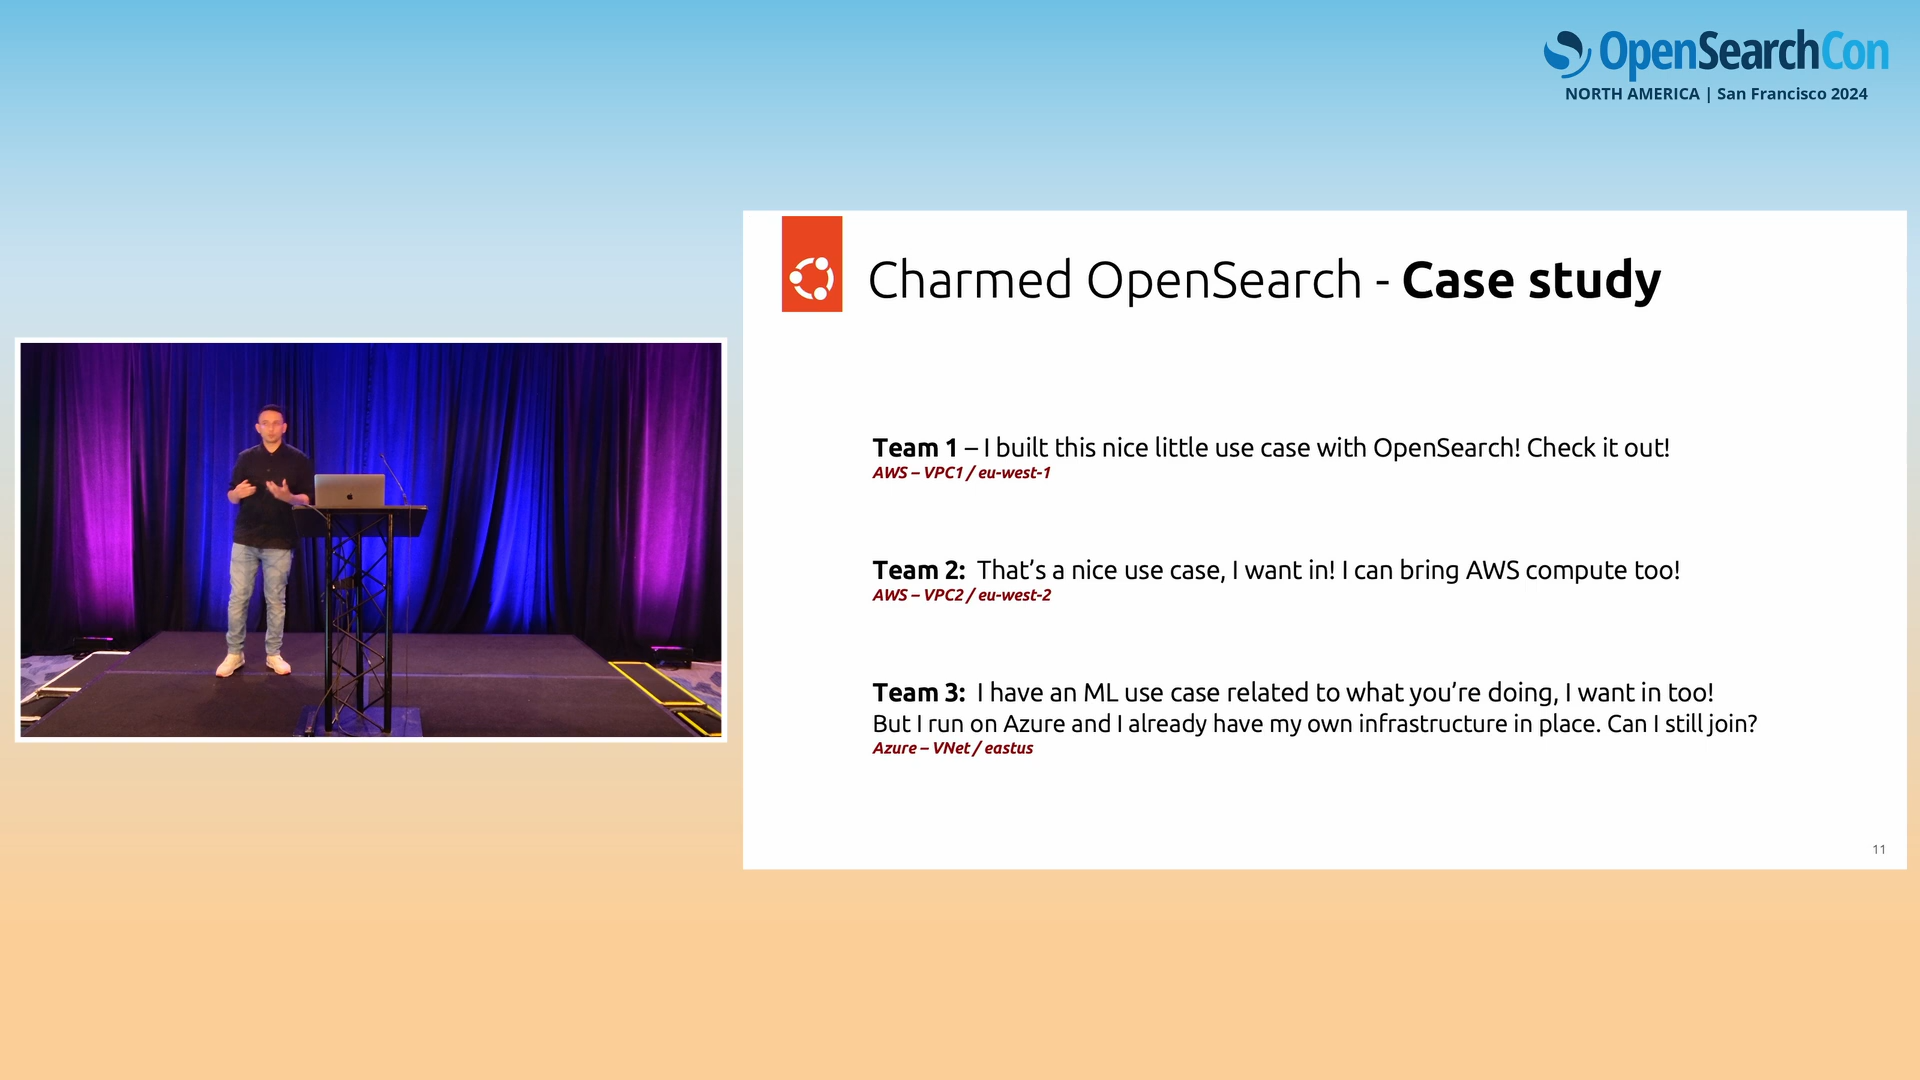 OpenSearchCon
NORTH AMERICA | San Francisco 2024
Charmed OpenSearch - Case study
Team 1 – I built this nice little use case with OpenSearch! Check it out!
AWS – VPC1 / eu-west-1
Team 2:  That’s a nice use case, I want in! I can bring AWS compute too!
AWS – VPC2 / eu-west-2
Team 3:  I have an ML use case related to what you’re doing, I want in too!
But I run on Azure and I already have my own infrastructure in place. Can I still join?
Azure – VNet / eastus
11